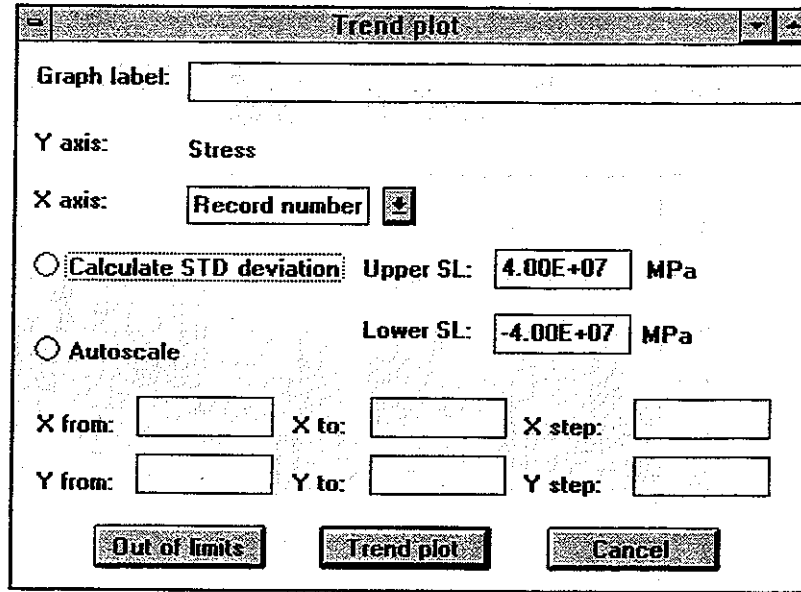 Trend plot
Graph label:
Y axis: Stress
X axis: Record number
Calculate STD deviation Upper SL: 4.00E+07 MPa
Lower SL: -4.00E+07 MPa
Autoscale
X from: X to: X step:
Y from: Y to: Y step:
Out of limits Trend plot Cancel